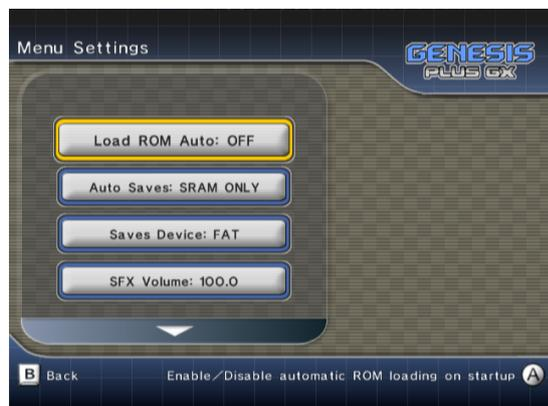 Menu Settings
GENESIS
PLUS GX
Load ROM Auto: OFF
Auto Saves: SRAM ONLY
Saves Device: FAT
SFX Volume: 100.0
B Back
Enable/Disable automatic ROM loading on startup A